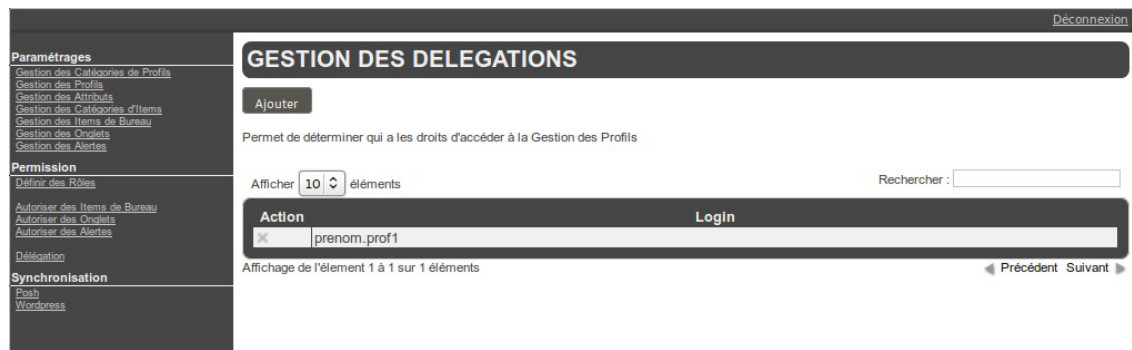 Déconnexion
Paramétrages
Gestion des Catégories de Profils
Gestion des Profils
Gestion des Attributs
Gestion des Catégories d'Items
Gestion des Items de Bureau
Gestion des Onglets
Gestion des Alertes
Permission
Définir des Rôles
Autoriser des Items de Bureau
Autoriser des Onglets
Autoriser des Alertes
Délégation
Synchronisation
Posh
Wordpress
GESTION DES DELEGATIONS
Ajouter
Permet de déterminer qui a les droits d'accéder à la Gestion des Profils
Afficher 10 éléments Rechercher :
Action Login
prenom.prof1
Affichage de l'élement 1 à 1 sur 1 éléments Précédent Suivant